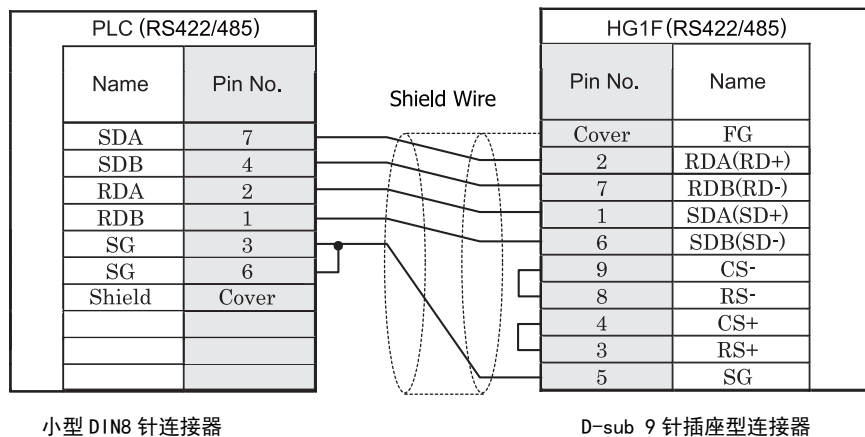 PLC (RS422/485)
Name Pin No.
SDA 7
SDB 4
RDA 2
RDB 1
SG 3
SG 6
Shield Cover
Shield Wire
HG1F(RS422/485)
Pin No. Name
Cover FG
2 RDA(RD+)
7 RDB(RD-)
1 SDA(SD+)
6 SDB(SD-)
9 CS-
8 RS-
4 CS+
3 RS+
5 SG
小型 DIN8 针连接器
D-sub 9 针插座型连接器